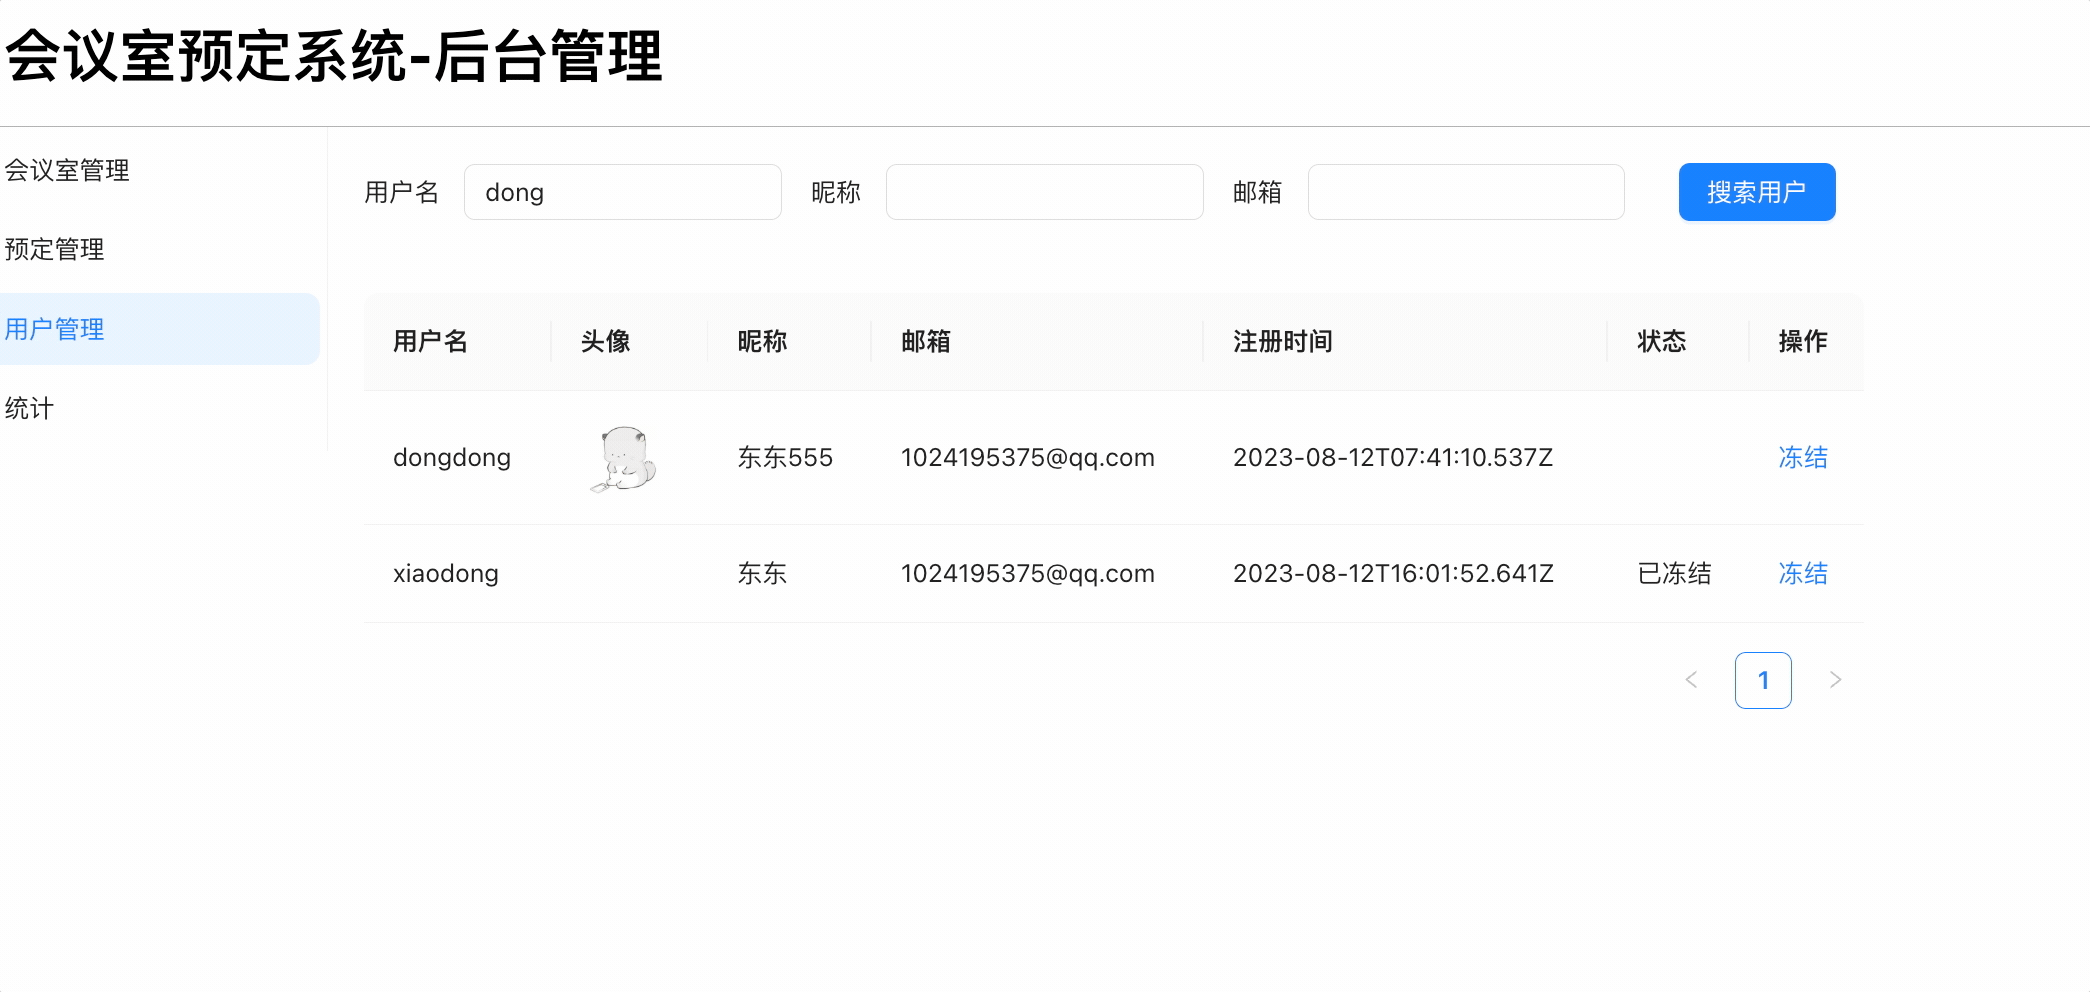 会议室预定系统-后台管理
会议室管理
预定管理
用户管理
统计
用户名 dong 昵称 邮箱 搜索用户
用户名 头像 昵称 邮箱 注册时间 状态 操作
dongdong 东东555 1024195375@qq.com 2023-08-12T07:41:10.537Z 冻结
xiaodong 东东 1024195375@qq.com 2023-08-12T16:01:52.641Z 已冻结 冻结
1